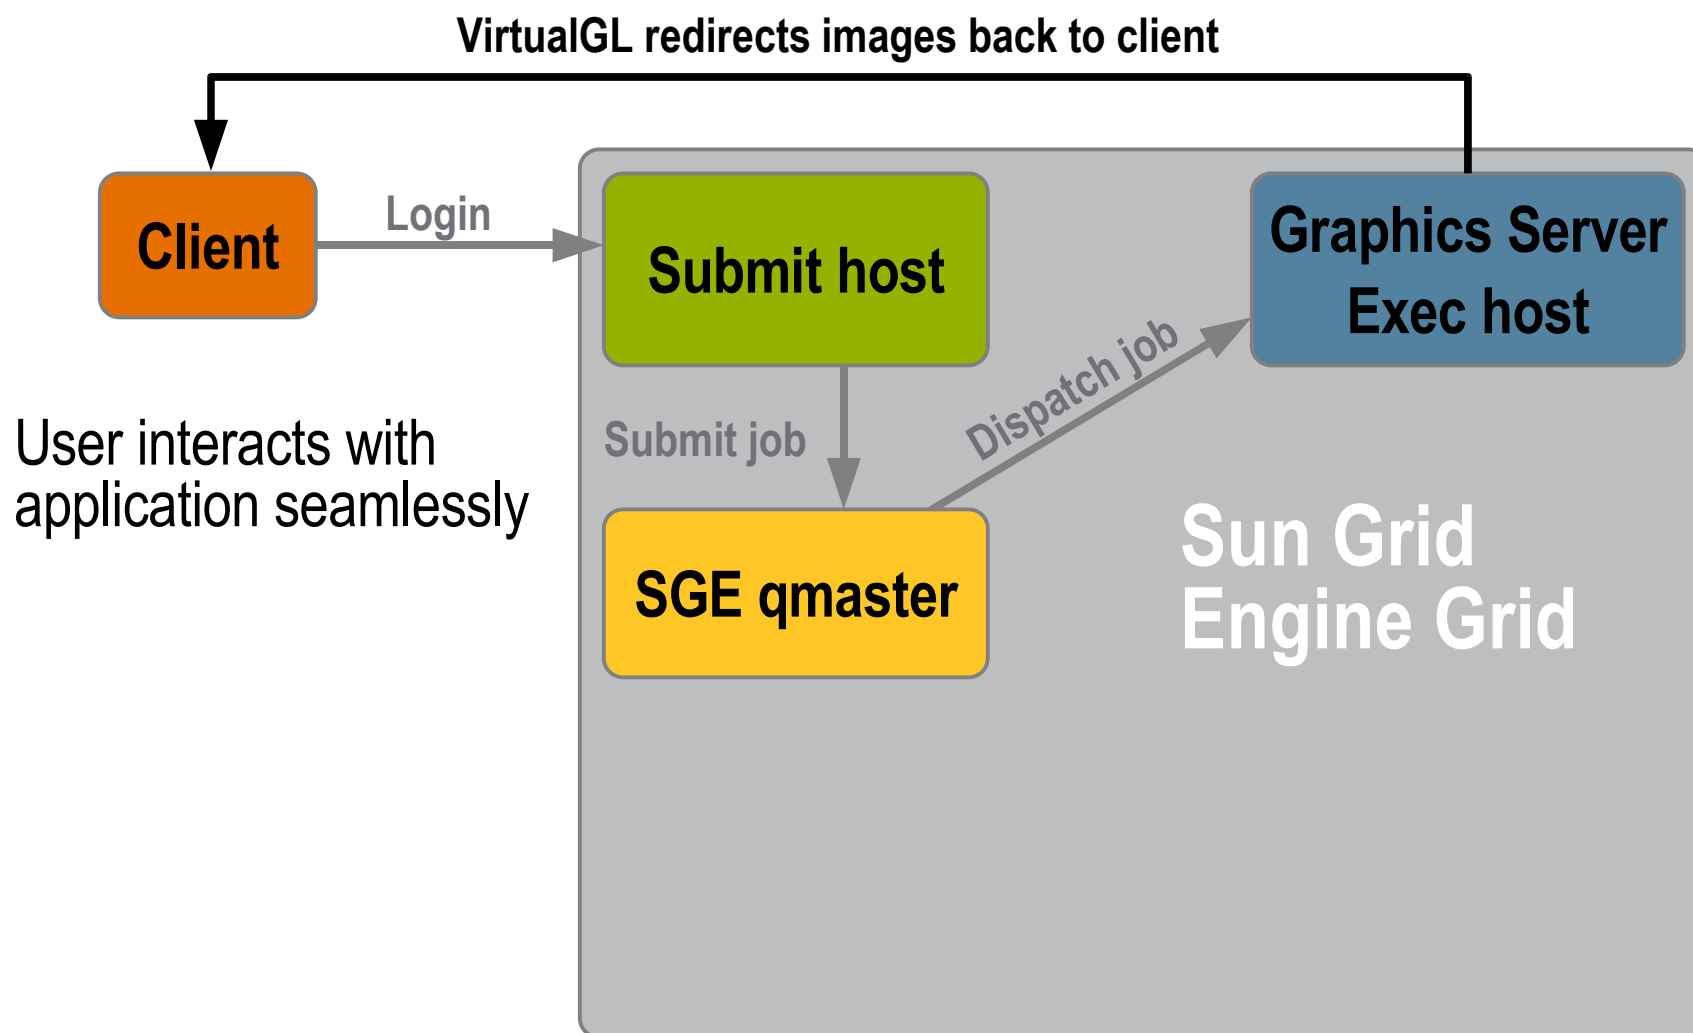 VirtualGL redirects images back to client
Client
Login
Submit host
Graphics Server
Exec host
Submit job
Dispatch job
User interacts with
application seamlessly
SGE qmaster
Sun Grid
Engine Grid